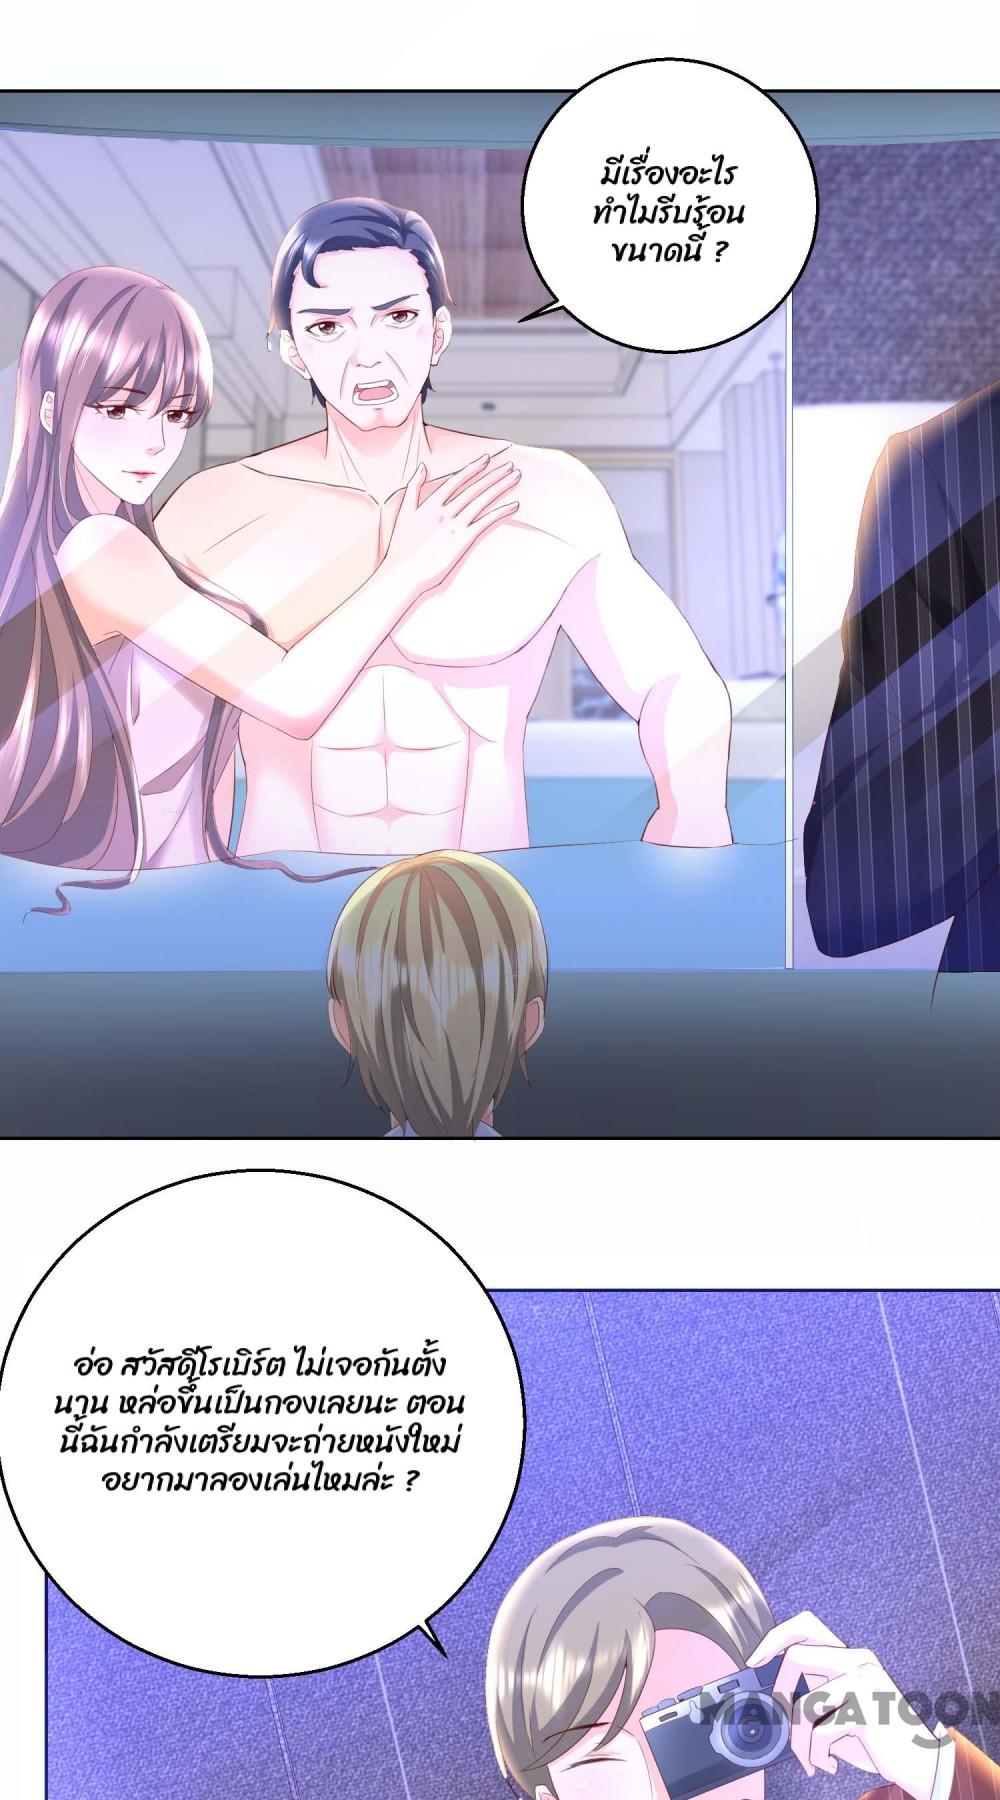 มีเรื่องอะไร
ทำไมรีบร้อน
ขนาดนี้ ?
อ่อ สวัสดีโรเบิร์ต ไม่เจอกันตั้ง
นาน หล่อขึ้นเป็นกองเลยนะ ตอน
นี้ฉันกำลังเตรียมจะถ่ายหนังใหม่
อยากมาลองเล่นไหมล่ะ ?
MANGATOON